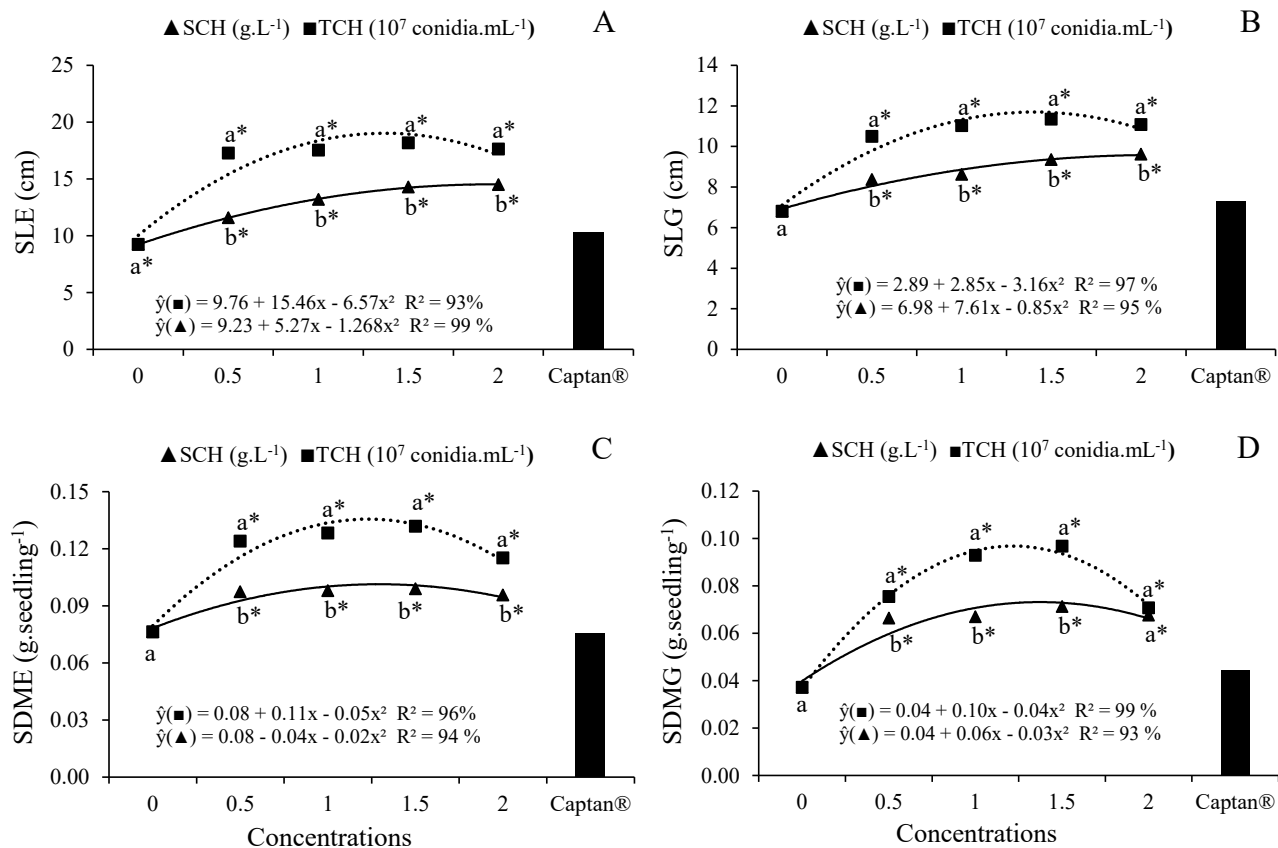 ▲SCH (g.L⁻¹) ■TCH (10⁷ conidia.mL⁻¹) A
SLE (cm)
25
20
15
10
5
0
a* a* a* a* a*
b* b* b* b*
ŷ(■) = 9.76 + 15.46x - 6.57x² R² = 93%
ŷ(▲) = 9.23 + 5.27x - 1.268x² R² = 99 %
0 0.5 1 1.5 2 Captan®
▲SCH (g.L⁻¹) ■TCH (10⁷ conidia.mL⁻¹) B
SLG (cm)
14
12
10
8
6
4
2
0
a a* a* a* a*
b* b* b* b*
ŷ(■) = 2.89 + 2.85x - 3.16x² R² = 97 %
ŷ(▲) = 6.98 + 7.61x - 0.85x² R² = 95 %
0 0.5 1 1.5 2 Captan®
▲SCH (g.L⁻¹) ■TCH (10⁷ conidia.mL⁻¹) C
SDME (g.seedling⁻¹)
0.15
0.12
0.09
0.06
0.03
0.00
a a* a* a* a*
b* b* b* b*
ŷ(■) = 0.08 + 0.11x - 0.05x² R² = 96%
ŷ(▲) = 0.08 - 0.04x - 0.02x² R² = 94 %
0 0.5 1 1.5 2 Captan®
Concentrations
▲SCH (g.L⁻¹) ■TCH (10⁷ conidia.mL⁻¹) D
SDMG (g.seedling⁻¹)
0.12
0.10
0.08
0.06
0.04
0.02
0.00
a a* a* a* a*
b* b* b* a*
ŷ(■) = 0.04 + 0.10x - 0.04x² R² = 99 %
ŷ(▲) = 0.04 + 0.06x - 0.03x² R² = 93 %
0 0.5 1 1.5 2 Captan®
Concentrations